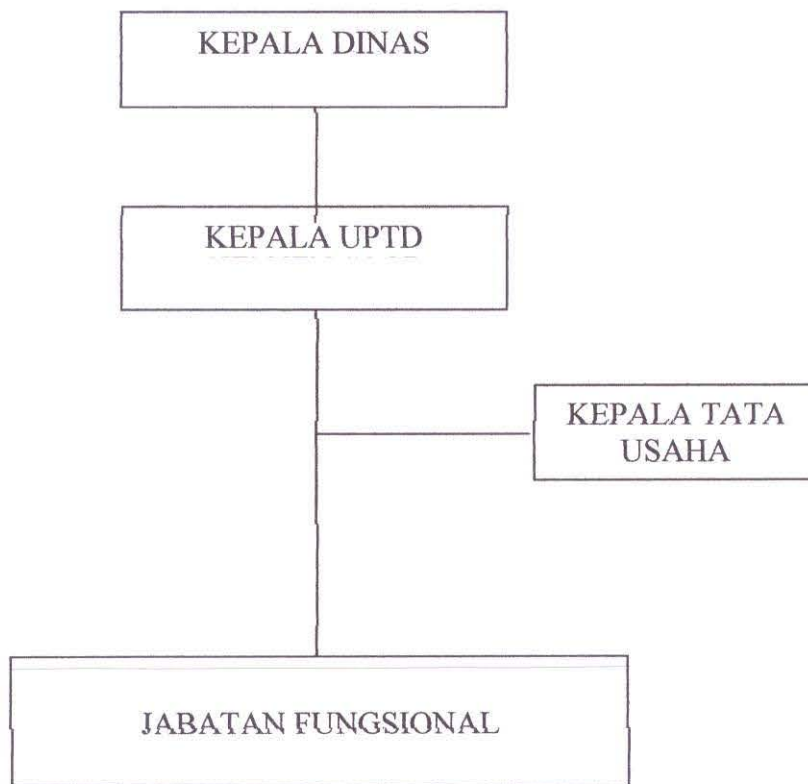 KEPALA DINAS
KEPALA UPTD
KEPALA TATA
USAHA
JABATAN FUNGSIONAL